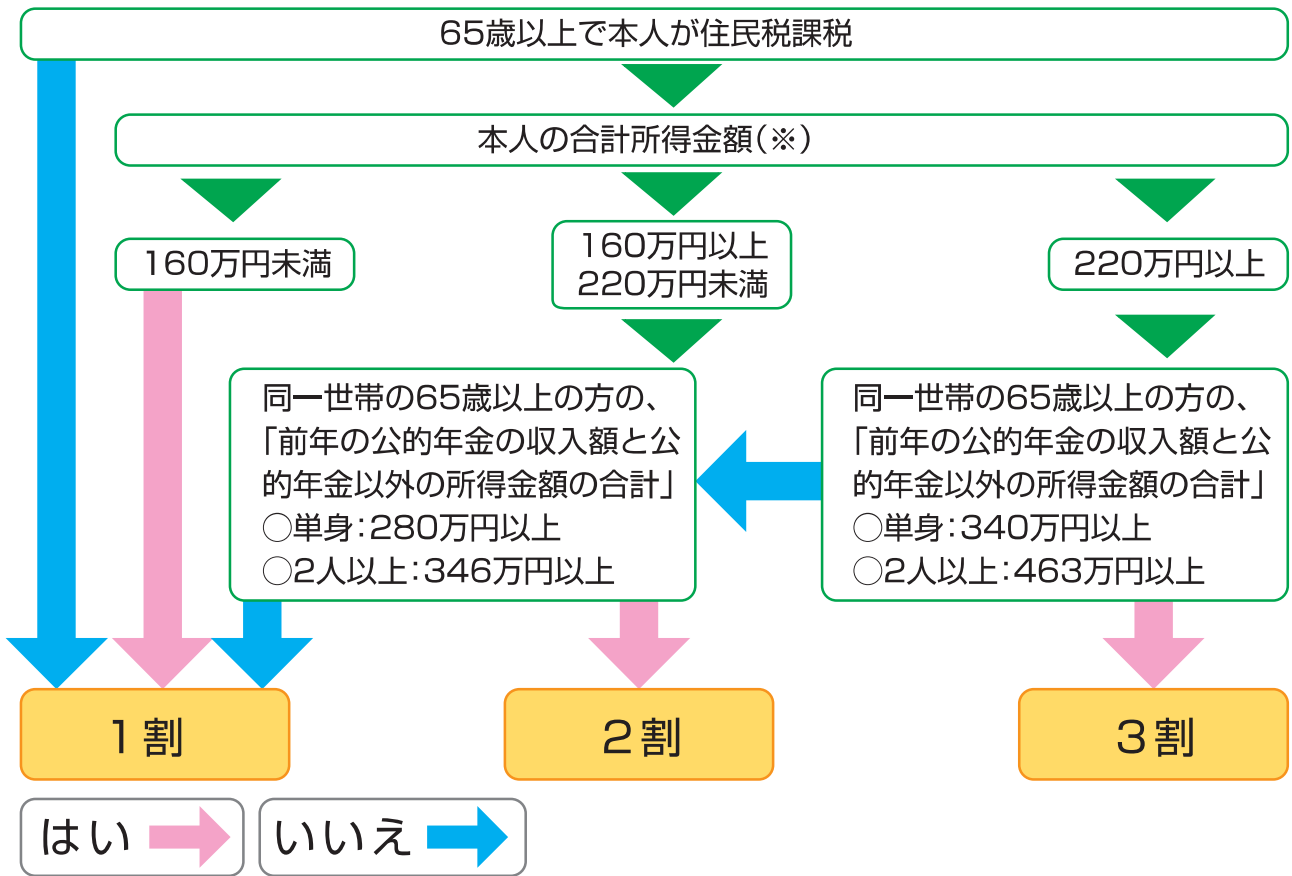 65歳以上で本人が住民税課税
本人の合計所得金額(※)
160万円未満
160万円以上
220万円未満
220万円以上
同一世帯の65歳以上の方の、
「前年の公的年金の収入額と公
的年金以外の所得金額の合計」
○単身:280万円以上
○2人以上:346万円以上
同一世帯の65歳以上の方の、
「前年の公的年金の収入額と公
的年金以外の所得金額の合計」
○単身:340万円以上
○2人以上:463万円以上
1割
2割
3割
はい
いいえ